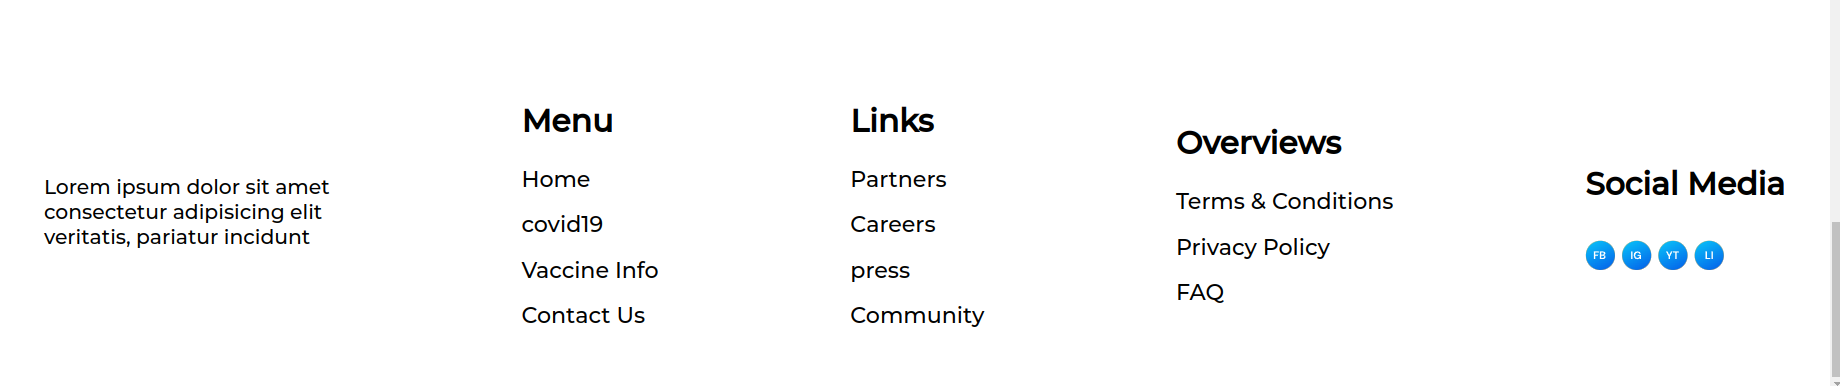 Lorem ipsum dolor sit amet
consectetur adipisicing elit
veritatis, pariatur incidunt
Menu
Home
covid19
Vaccine Info
Contact Us
Links
Partners
Careers
press
Community
Overviews
Terms & Conditions
Privacy Policy
FAQ
Social Media
FB IG YT LI